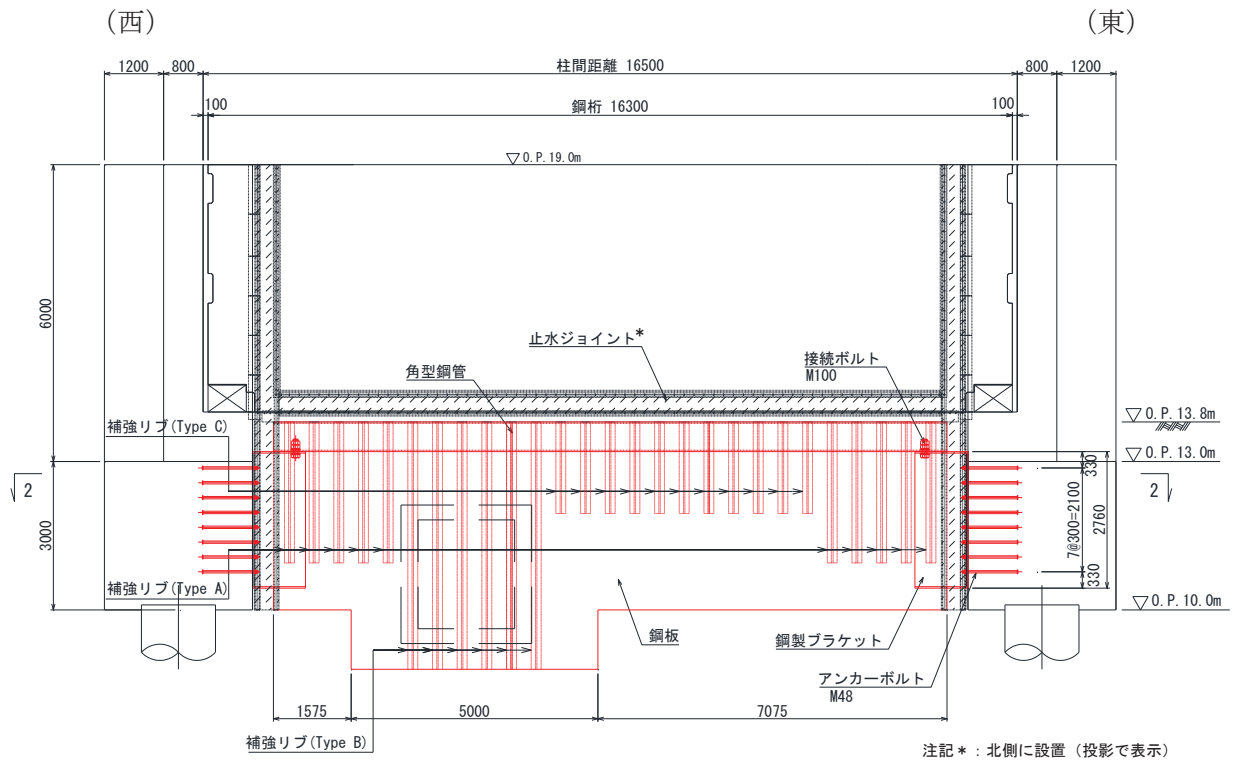 (西)
(東)
1200
800
柱間距離 16500
800
1200
100
鋼桁 16300
100
▽O.P.19.0m
6000
止水ジョイント*
接続ボルト
M100
角型鋼管
補強リブ(Type C)
▽O.P.13.8m
▽O.P.13.0m
2
2
330
7@300=2100
2760
330
3000
補強リブ(Type A)
▽O.P.10.0m
鋼板
鋼製ブラケット
アンカーボルト
M48
1575
5000
7075
補強リブ(Type B)
注記*:北側に設置(投影で表示)